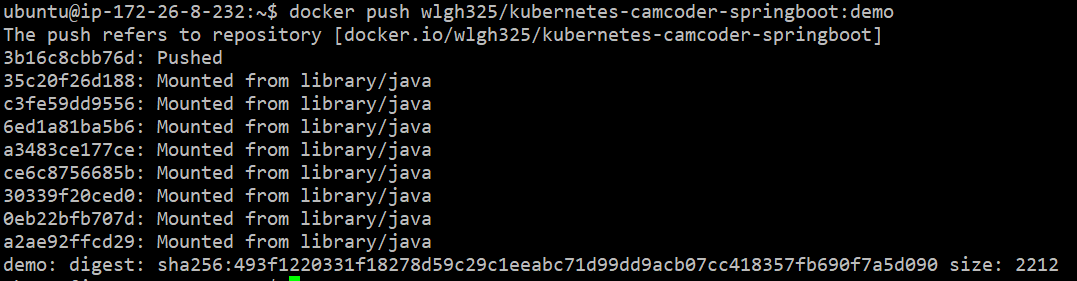 ubuntu@ip-172-26-8-232:~$ docker push wlgh325/kubernetes-camcoder-springboot:demo
The push refers to repository [docker.io/wlgh325/kubernetes-camcoder-springboot]
3b16c8cbb76d: Pushed
35c20f26d188: Mounted from library/java
c3fe59dd9556: Mounted from library/java
6ed1a81ba5b6: Mounted from library/java
a3483ce177ce: Mounted from library/java
ce6c8756685b: Mounted from library/java
30339f20ced0: Mounted from library/java
0eb22bfb707d: Mounted from library/java
a2ae92ffcd29: Mounted from library/java
demo: digest: sha256:493f1220331f18278d59c29c1eeabc71d99dd9acb07cc418357fb690f7a5d090 size: 2212